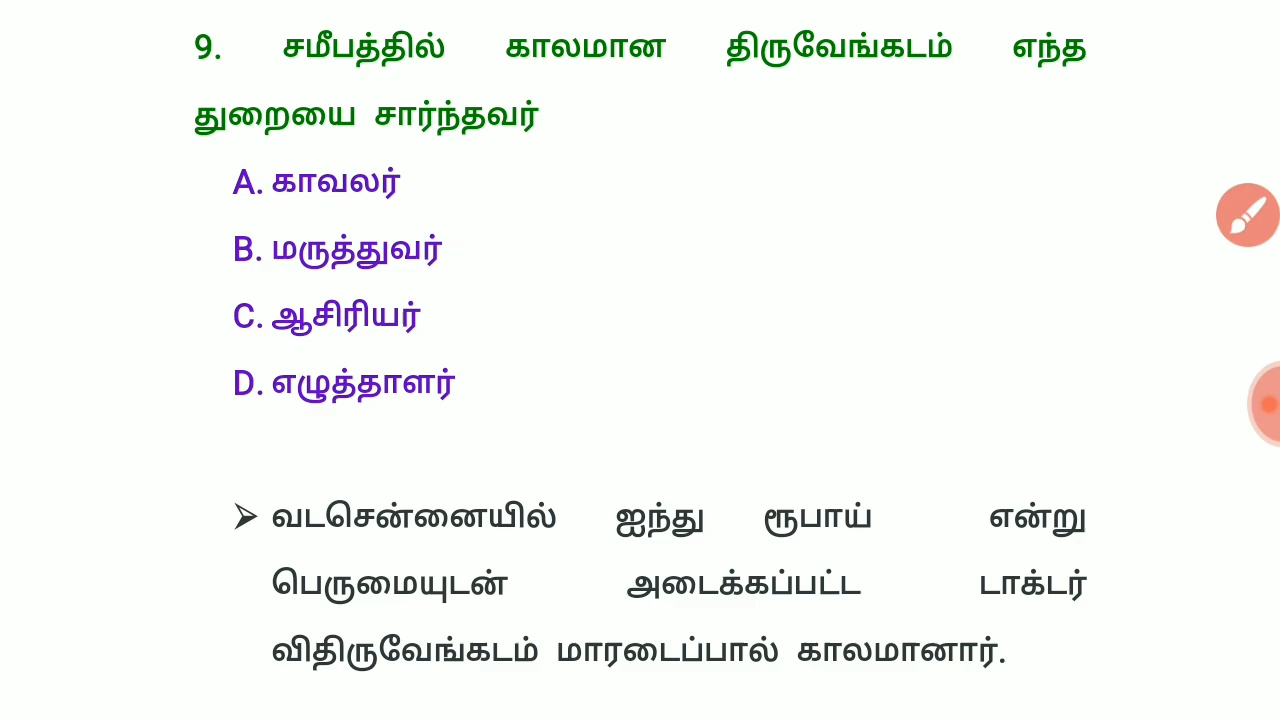 9. சமீபத்தில் காலமான திருவேங்கடம் எந்த
துறையை சார்ந்தவர்
A. காவலர்
B. மருத்துவர்
C. ஆசிரியர்
D. எழுத்தாளர்
➢ வடசென்னையில் ஐந்து ரூபாய் என்று
பெருமையுடன் அடைக்கப்பட்ட டாக்டர்
விதிருவேங்கடம் மாரடைப்பால் காலமானார்.